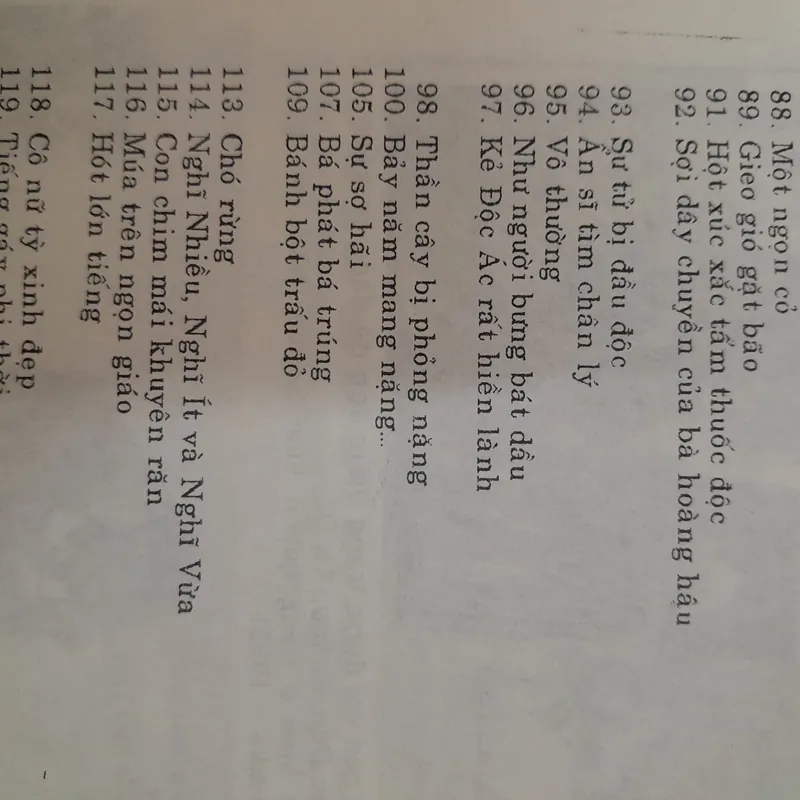 88. Một ngọn cỏ
89. Gieo gió gặt bão
91. Hột xúc xắc tẩm thuốc độc
92. Sợi dây chuyền của bà hoàng hậu
93. Sư tử bị đầu độc
94. Ẩn sĩ tìm chân lý
95. Vô thường
96. Như người bưng bát dầu
97. Kẻ Độc Ác rất hiền lành
98. Thần cây bị phỏng nặng
100. Bảy năm mang nặng...
105. Sự sợ hãi
107. Bá phát bá trúng
109. Bánh bột trấu đỏ
113. Chó rừng
114. Nghĩ Nhiều, Nghĩ Ít và Nghĩ Vừa
115. Con chim mái khuyên răn
116. Múa trên ngọn giáo
117. Hót lớn tiếng
118. Cô nữ tỳ xinh đẹp
119. Tiếng gáy phi thời